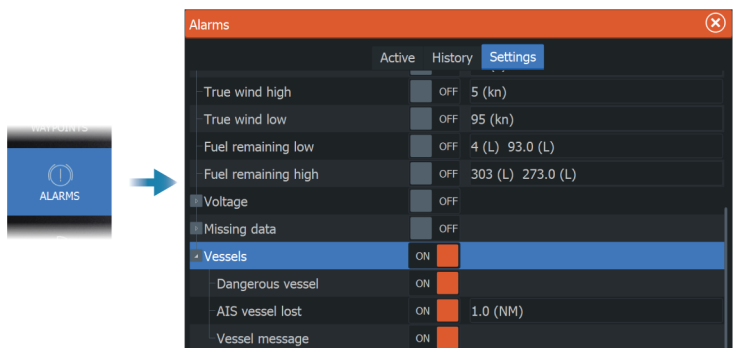 Alarms
Active History Settings
True wind high OFF 5 (kn)
True wind low OFF 95 (kn)
WAYPOINTS
Fuel remaining low OFF 4 (L) 93.0 (L)
Fuel remaining high OFF 303 (L) 273.0 (L)
ALARMS
Voltage OFF
Missing data OFF
Vessels ON
Dangerous vessel ON
AIS vessel lost ON 1.0 (NM)
Vessel message ON